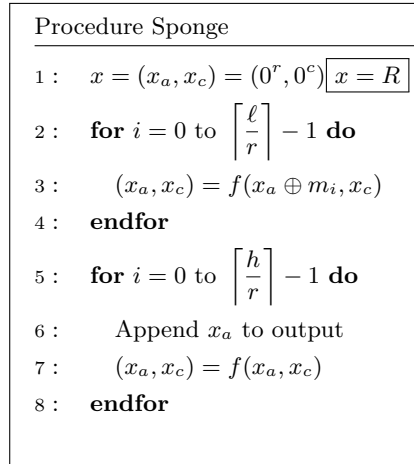 Procedure Sponge
1 : x = (x_a, x_c) = (0^r, 0^c) x = R
2 : for i = 0 to ⌈ℓ/r⌉ − 1 do
3 : (x_a, x_c) = f(x_a ⊕ m_i, x_c)
4 : endfor
5 : for i = 0 to ⌈h/r⌉ − 1 do
6 : Append x_a to output
7 : (x_a, x_c) = f(x_a, x_c)
8 : endfor